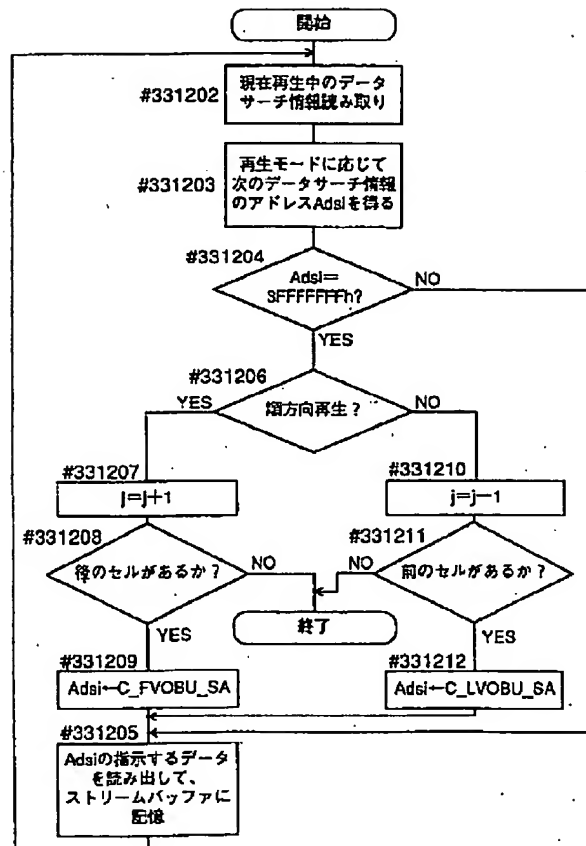 開始
#331202
現在再生中のデータ
サーチ情報読み取り
#331203
再生モードに応じて
次のデータサーチ情報
のアドレスAdsiを得る
#331204
Adsi=
3FFFFFFFh?
NO
YES
#331206
順方向再生?
YES
NO
#331207
j=j+1
#331210
j=j-1
#331208
後のセルがあるか?
NO
YES
#331211
前のセルがあるか?
NO
YES
終了
#331209
Adsi←C_FVOBU_SA
#331212
Adsi←C_LVOBU_SA
#331205
Adsiの指示するデータ
を読み出して、
ストリームバッファに
記憶